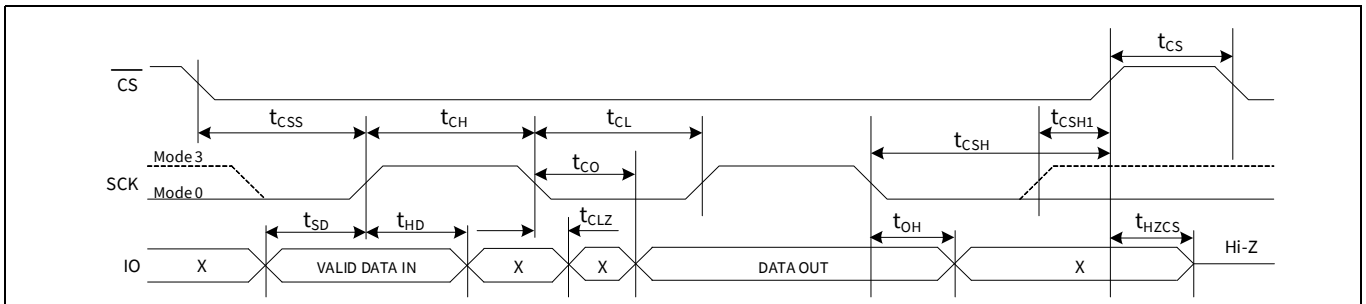 tCS
CS
tCSS
tCH
tCL
tCSH1
tCSH
Mode 3
tCO
SCK
Mode 0
tSD
tHD
tCLZ
tOH
tHZCS
IO
X
VALID DATA IN
X
X
DATA OUT
X
Hi-Z